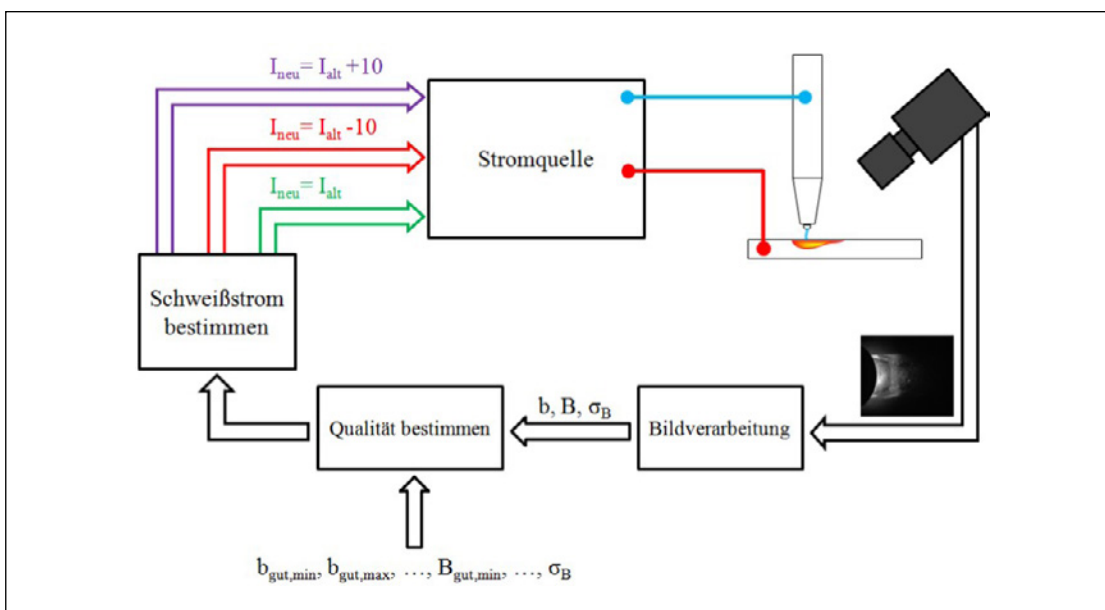 I_neu = I_alt +10
I_neu = I_alt -10
I_neu = I_alt
Stromquelle
Schweißstrom
bestimmen
Qualität bestimmen
b, B, σ_B
Bildverarbeitung
b_gut,min, b_gut,max, …, B_gut,min, …, σ_B